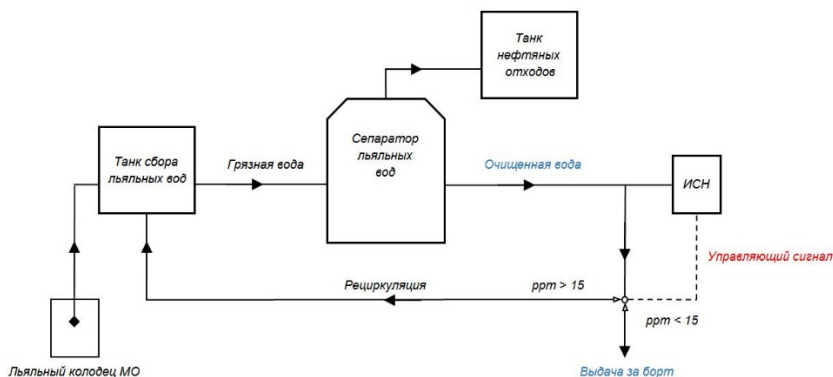 Танк
нефтяных
отходов
Сепаратор
льяльных
вод
Танк сбора
льяльных вод
Грязная вода
Очищенная вода
ИСН
Управляющий сигнал
Рециркуляция
ppm > 15
ppm < 15
Льяльный колодец МО
Выдача за борт